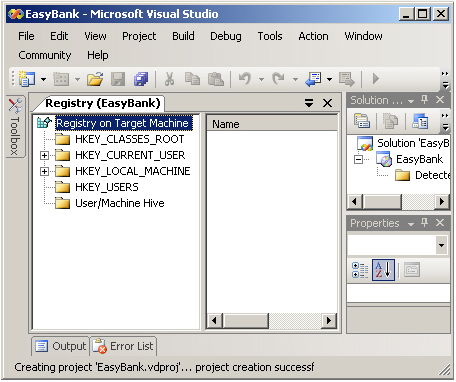 EasyBank - Microsoft Visual Studio
File Edit View Project Build Debug Tools Action Window
Community Help
Toolbox
Registry (EasyBank)
Registry on Target Machine
HKEY_CLASSES_ROOT
HKEY_CURRENT_USER
HKEY_LOCAL_MACHINE
HKEY_USERS
User/Machine Hive
Name
Solution ...
Solution 'EasyB
EasyBank
Detecte
Properties
Output Error List
Creating project 'EasyBank.vdproj'... project creation successf